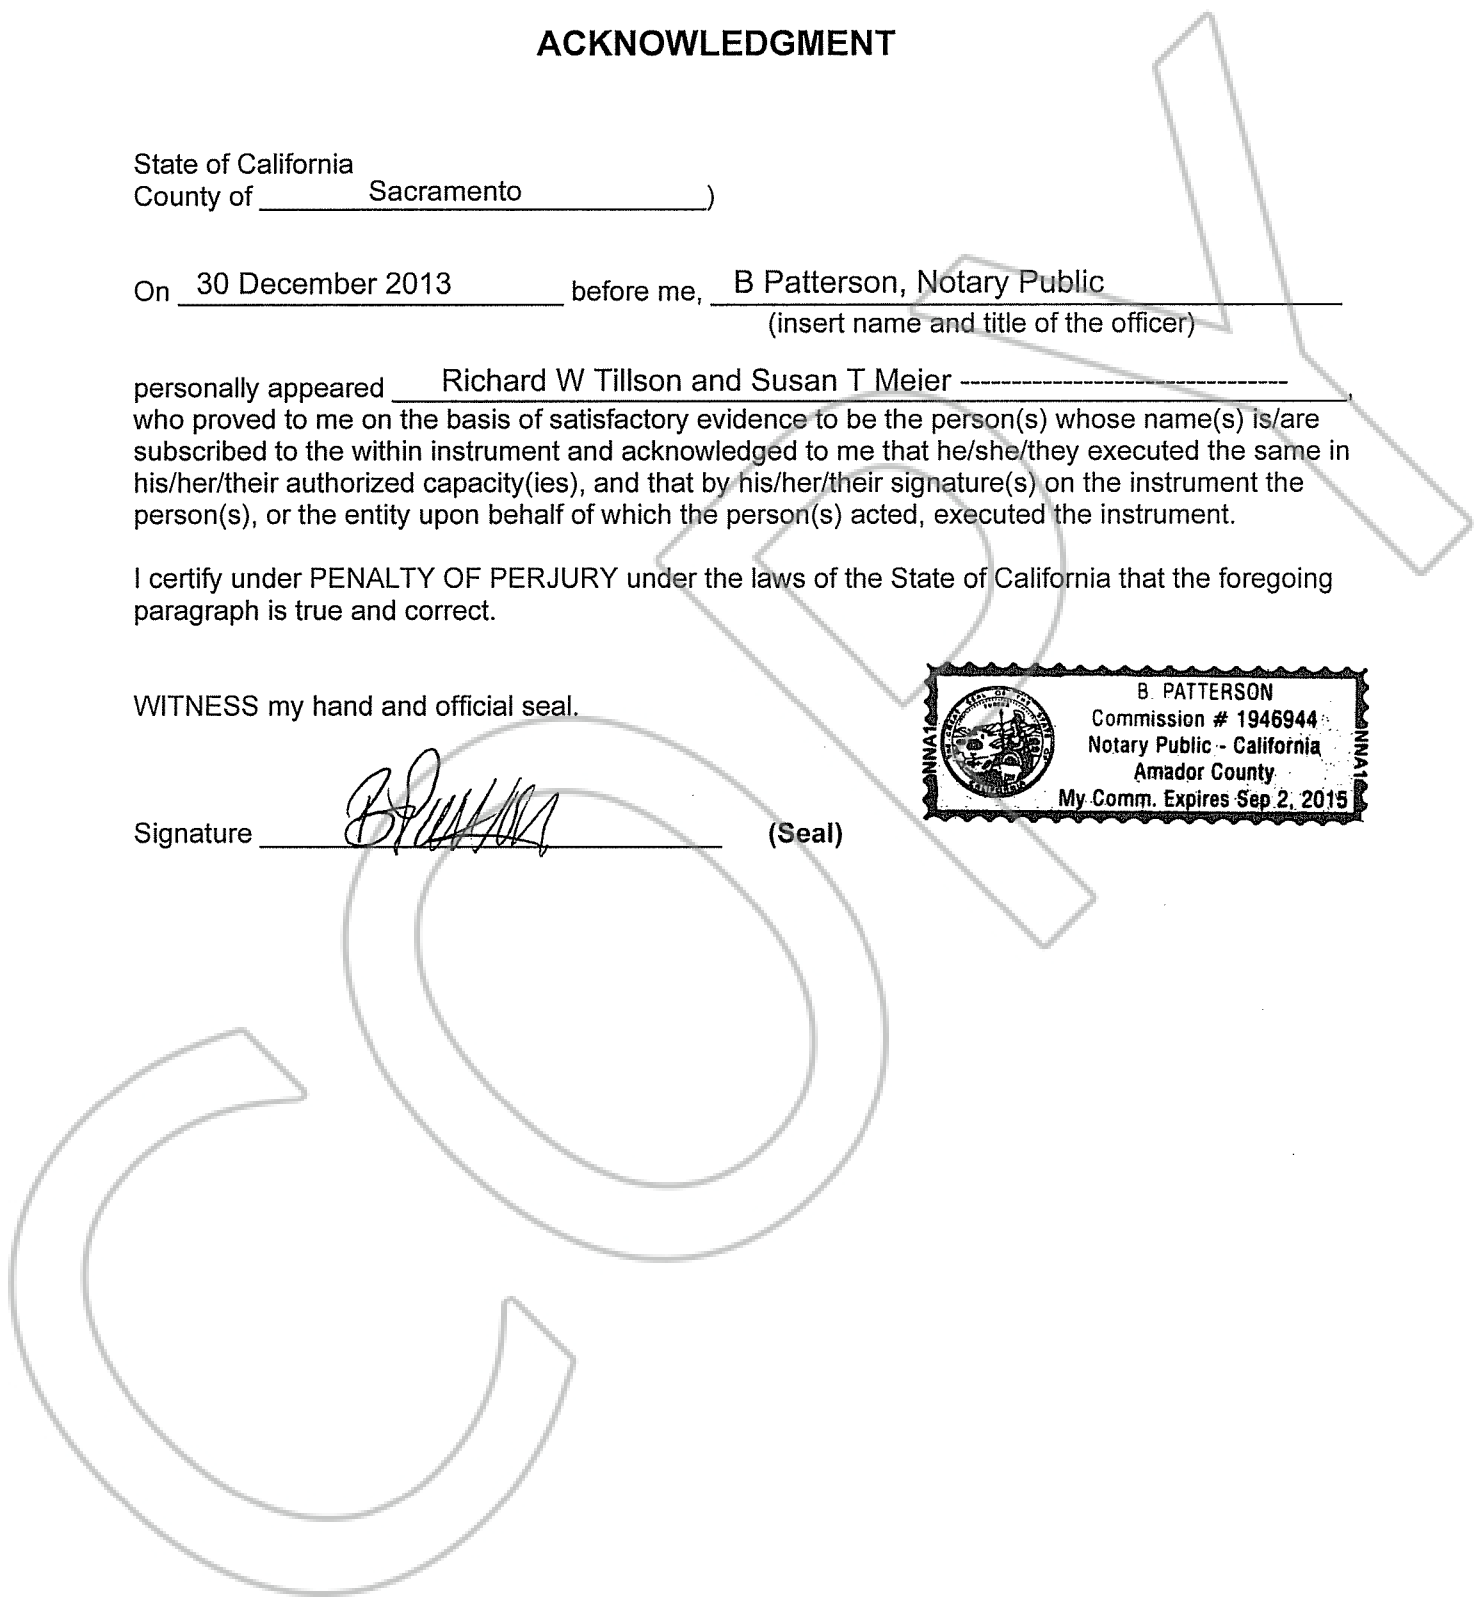 ACKNOWLEDGMENT
State of California
County of Sacramento )
On 30 December 2013 before me, B Patterson, Notary Public
(insert name and title of the officer)
personally appeared Richard W Tillson and Susan T Meier --------------------------------,
who proved to me on the basis of satisfactory evidence to be the person(s) whose name(s) is/are
subscribed to the within instrument and acknowledged to me that he/she/they executed the same in
his/her/their authorized capacity(ies), and that by his/her/their signature(s) on the instrument the
person(s), or the entity upon behalf of which the person(s) acted, executed the instrument.
I certify under PENALTY OF PERJURY under the laws of the State of California that the foregoing
paragraph is true and correct.
WITNESS my hand and official seal.
B. PATTERSON
Commission # 1946944
Notary Public - California
Amador County
My Comm. Expires Sep 2, 2015
NNA1
NNA1
Signature B Patterson (Seal)
COPY